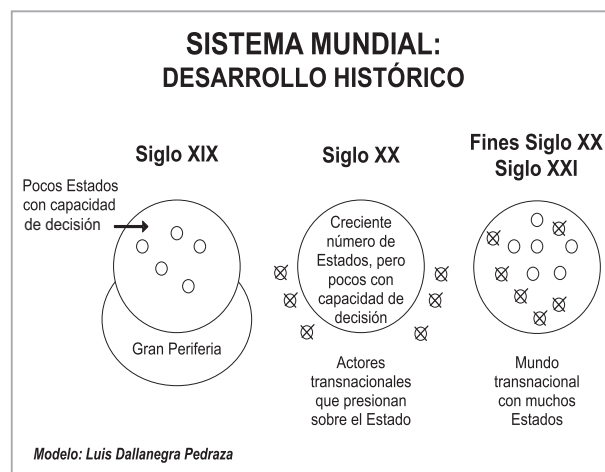 SISTEMA MUNDIAL:
DESARROLLO HISTÓRICO
Siglo XIX
Pocos Estados
con capacidad
de decisión
Gran Periferia
Siglo XX
Creciente
número de
Estados, pero
pocos con
capacidad de
decisión
Actores
transnacionales
que presionan
sobre el Estado
Fines Siglo XX
Siglo XXI
Mundo
transnacional
con muchos
Estados
Modelo: Luis Dallanegra Pedraza